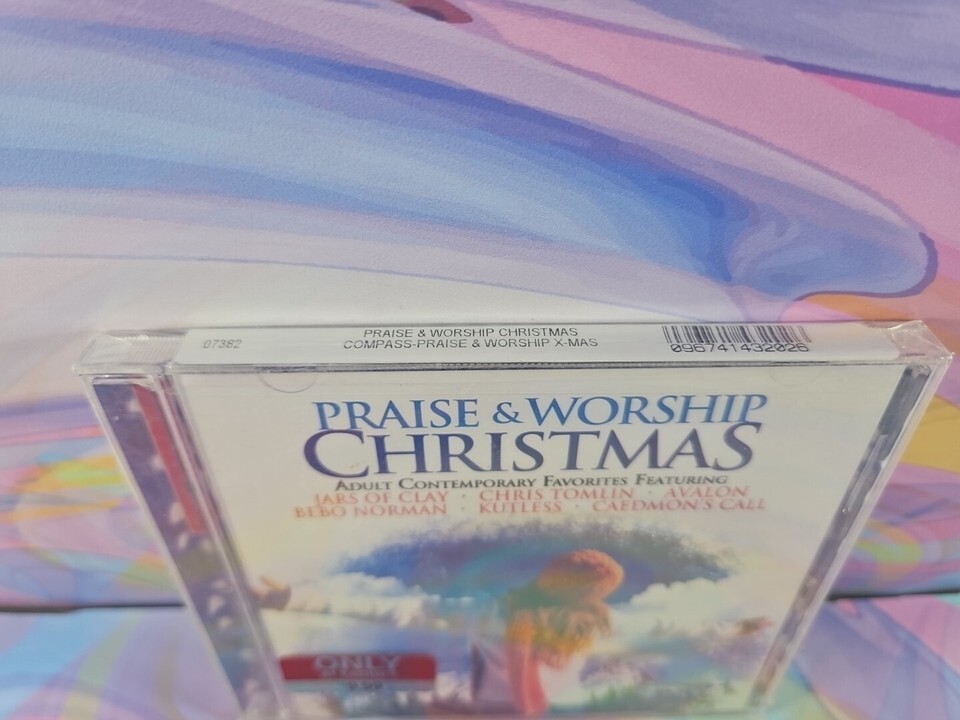 07382
PRAISE & WORSHIP CHRISTMAS
COMPASS-PRAISE & WORSHIP X-MAS
096741432026
PRAISE & WORSHIP
CHRISTMAS
ADULT CONTEMPORARY FAVORITES FEATURING
JARS OF CLAY · CHRIS TOMLIN · AVALON
BEBO NORMAN · KUTLESS · CAEDMON'S CALL
ONLY